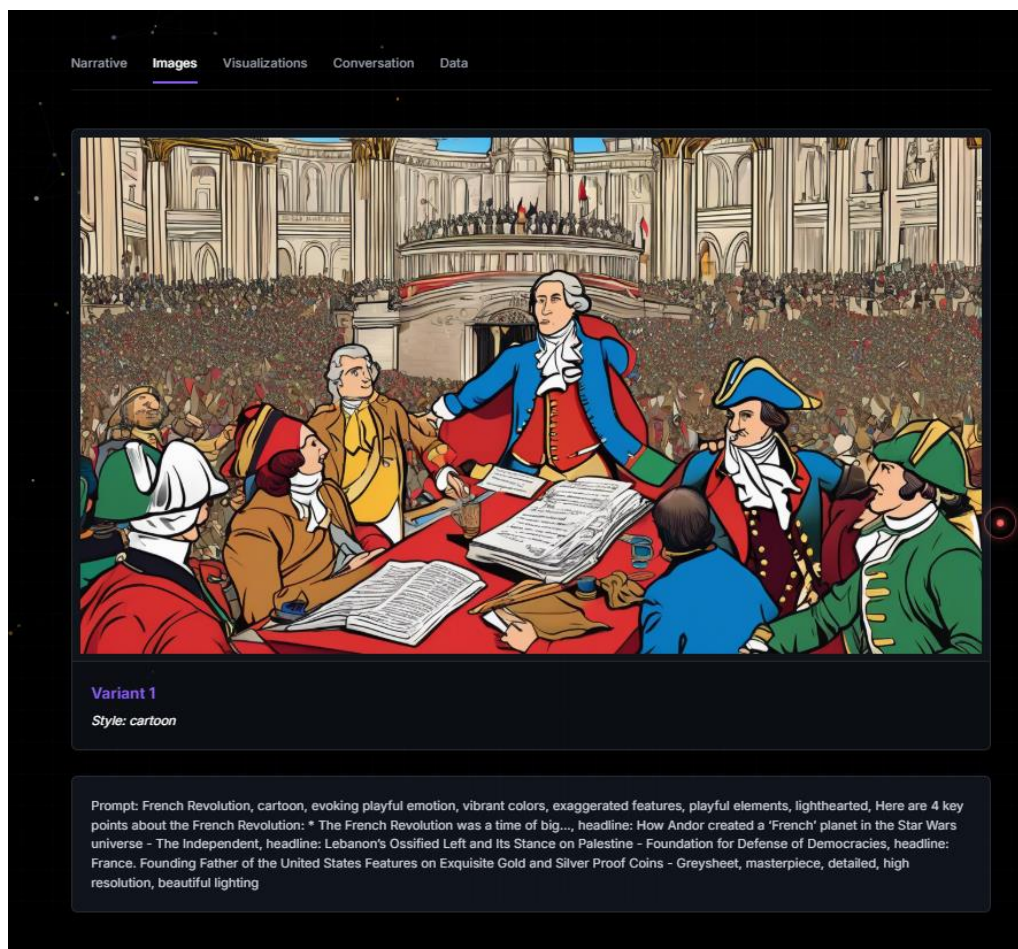 Narrative Images Visualizations Conversation Data
Variant 1
Style: cartoon
Prompt: French Revolution, cartoon, evoking playful emotion, vibrant colors, exaggerated features, playful elements, lighthearted, Here are 4 key
points about the French Revolution: * The French Revolution was a time of big..., headline: How Andor created a ‘French’ planet in the Star Wars
universe - The Independent, headline: Lebanon’s Ossified Left and Its Stance on Palestine - Foundation for Defense of Democracies, headline:
France. Founding Father of the United States Features on Exquisite Gold and Silver Proof Coins - Greysheet, masterpiece, detailed, high
resolution, beautiful lighting